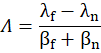 Λ = (λf − λn) / (βf + βn)